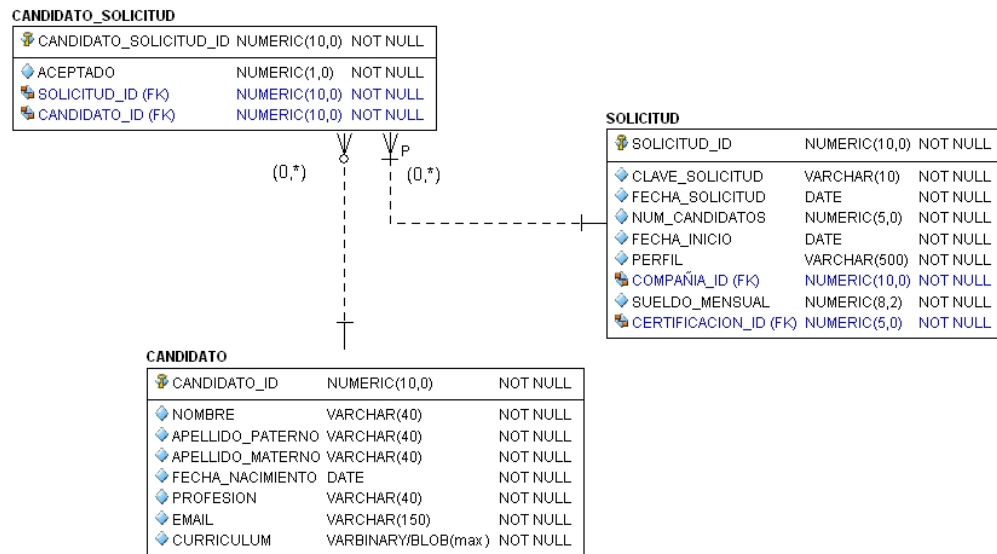 CANDIDATO_SOLICITUD
CANDIDATO_SOLICITUD_ID NUMERIC(10,0) NOT NULL
ACEPTADO NUMERIC(1,0) NOT NULL
SOLICITUD_ID (FK) NUMERIC(10,0) NOT NULL
CANDIDATO_ID (FK) NUMERIC(10,0) NOT NULL
(0,*)
P
(0,*)
SOLICITUD
SOLICITUD_ID NUMERIC(10,0) NOT NULL
CLAVE_SOLICITUD VARCHAR(10) NOT NULL
FECHA_SOLICITUD DATE NOT NULL
NUM_CANDIDATOS NUMERIC(5,0) NOT NULL
FECHA_INICIO DATE NOT NULL
PERFIL VARCHAR(500) NOT NULL
COMPAÑIA_ID (FK) NUMERIC(10,0) NOT NULL
SUELDO_MENSUAL NUMERIC(8,2) NOT NULL
CERTIFICACION_ID (FK) NUMERIC(5,0) NOT NULL
CANDIDATO
CANDIDATO_ID NUMERIC(10,0) NOT NULL
NOMBRE VARCHAR(40) NOT NULL
APELLIDO_PATERNO VARCHAR(40) NOT NULL
APELLIDO_MATERNO VARCHAR(40) NOT NULL
FECHA_NACIMIENTO DATE NOT NULL
PROFESION VARCHAR(40) NOT NULL
EMAIL VARCHAR(150) NOT NULL
CURRICULUM VARBINARY/BLOB(max) NOT NULL